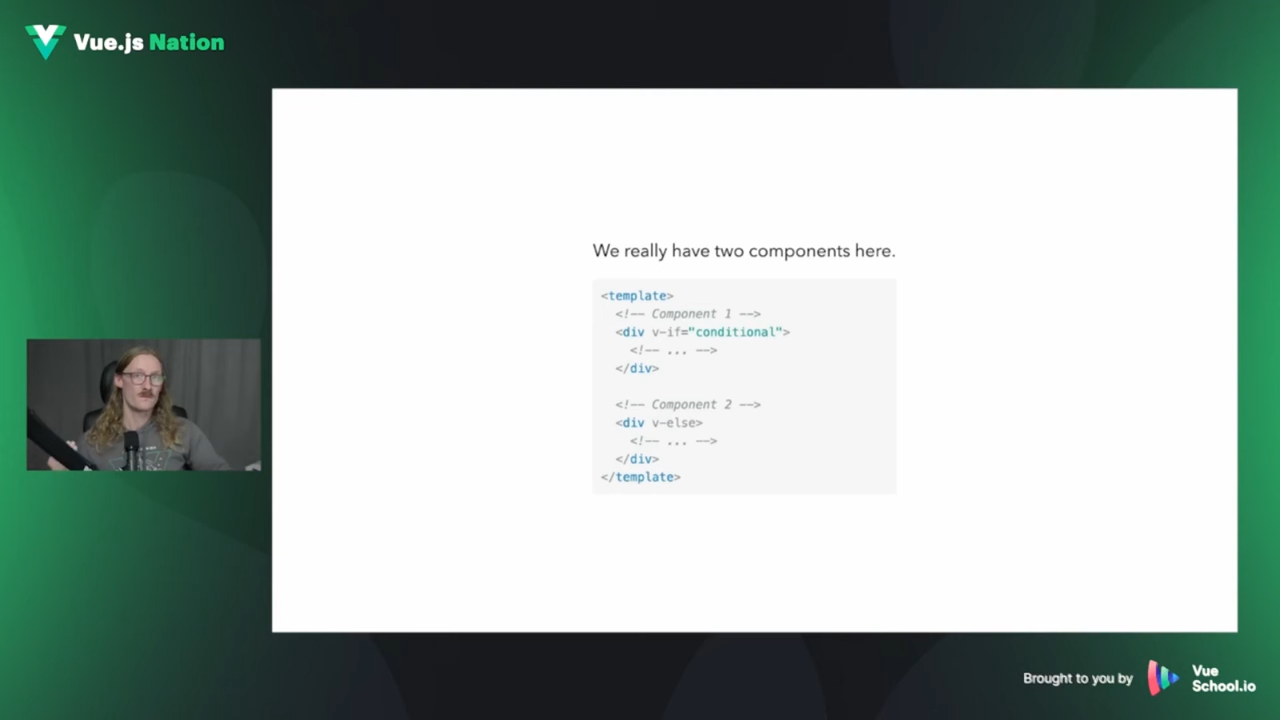 Vue.js Nation
We really have two components here.
<template>
  <!-- Component 1 -->
  <div v-if="conditional">
    <!-- ... -->
  </div>

  <!-- Component 2 -->
  <div v-else>
    <!-- ... -->
  </div>
</template>
Brought to you by
Vue
School.io